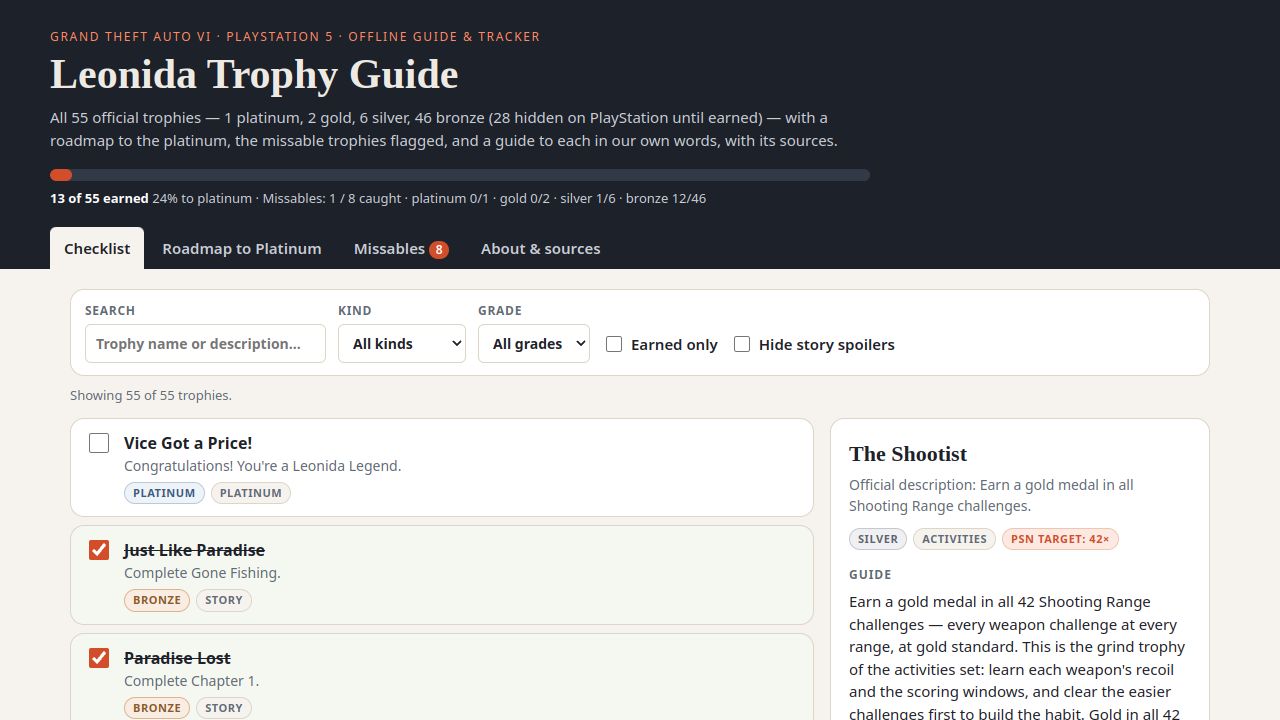 GRAND THEFT AUTO VI · PLAYSTATION 5 · OFFLINE GUIDE & TRACKER
Leonida Trophy Guide
All 55 official trophies — 1 platinum, 2 gold, 6 silver, 46 bronze (28 hidden on PlayStation until earned) — with a
roadmap to the platinum, the missable trophies flagged, and a guide to each in our own words, with its sources.
13 of 55 earned 24% to platinum · Missables: 1 / 8 caught · platinum 0/1 · gold 0/2 · silver 1/6 · bronze 12/46
Checklist Roadmap to Platinum Missables 8 About & sources
SEARCH KIND GRADE
Trophy name or description... All kinds All grades Earned only Hide story spoilers
Showing 55 of 55 trophies.
Vice Got a Price!
Congratulations! You're a Leonida Legend.
PLATINUM PLATINUM
Just Like Paradise
Complete Gone Fishing.
BRONZE STORY
Paradise Lost
Complete Chapter 1.
BRONZE STORY
The Shootist
Official description: Earn a gold medal in all
Shooting Range challenges.
SILVER ACTIVITIES PSN TARGET: 42×
GUIDE
Earn a gold medal in all 42 Shooting Range
challenges — every weapon challenge at every
range, at gold standard. This is the grind trophy
of the activities set: learn each weapon's recoil
and the scoring windows, and clear the easier
challenges first to build the habit. Gold in all 42